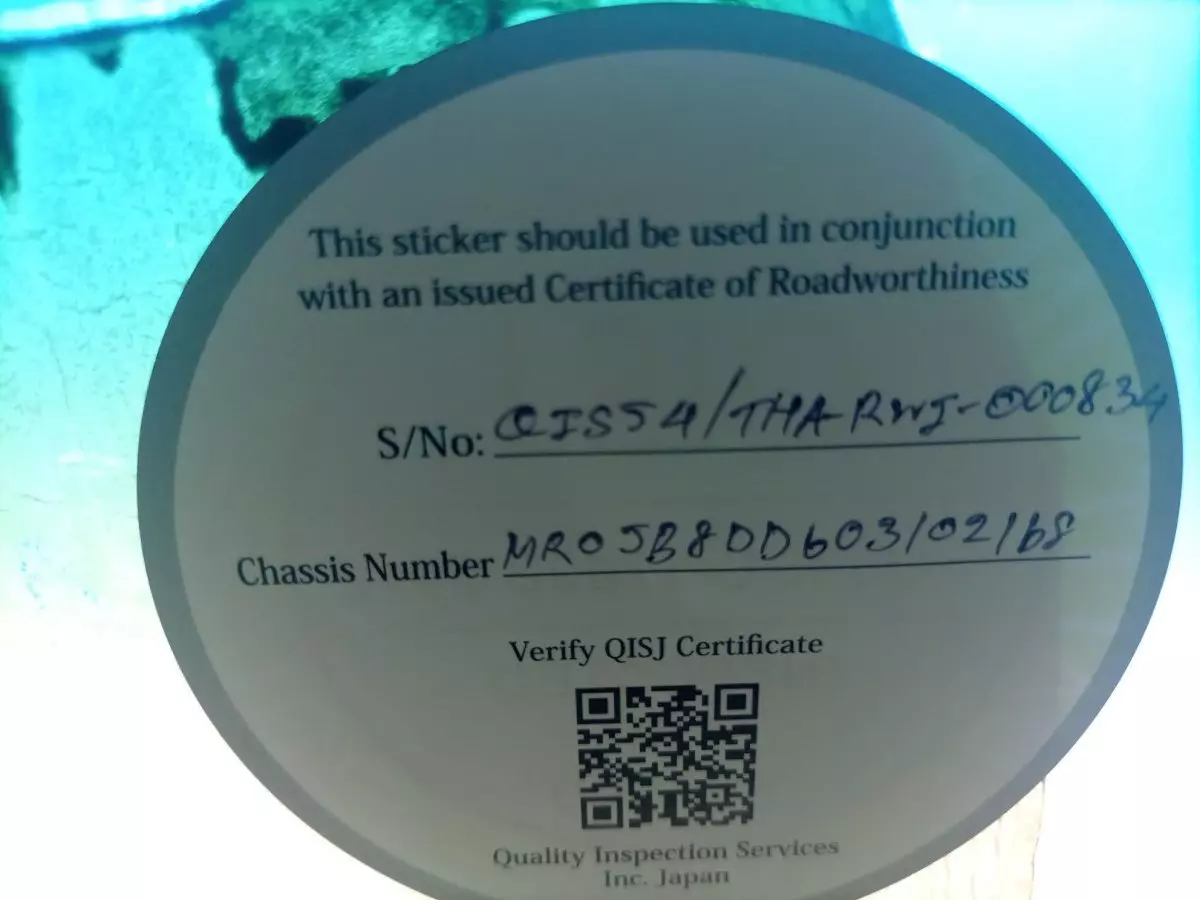 This sticker should be used in conjunction
with an issued Certificate of Roadworthiness
S/No: QISJ4/THA-RWJ-000834
Chassis Number MR0JB8DD603102168
Verify QISJ Certificate
Quality Inspection Services
Inc. Japan